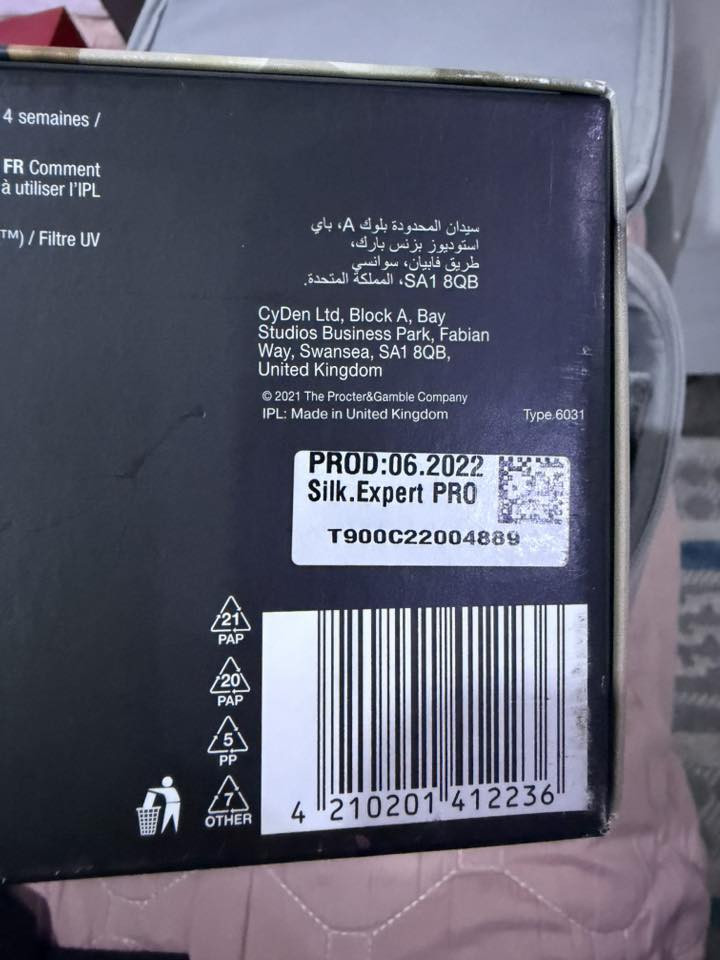 4 semaines /
FR Comment
à utiliser l'IPL
TM) / Filtre UV
سيدان المحدودة بلوك A، باي
استوديوز بزنس بارك،
طريق فابيان، سوانسي
SA1 8QB، المملكة المتحدة.
CyDen Ltd, Block A, Bay
Studios Business Park, Fabian
Way, Swansea, SA1 8QB,
United Kingdom
© 2021 The Procter&Gamble Company
IPL: Made in United Kingdom
Type.6031
PROD:06.2022
Silk.Expert PRO
T900C22004889
21
PAP
20
PAP
5
PP
7
OTHER
4 210201 412236